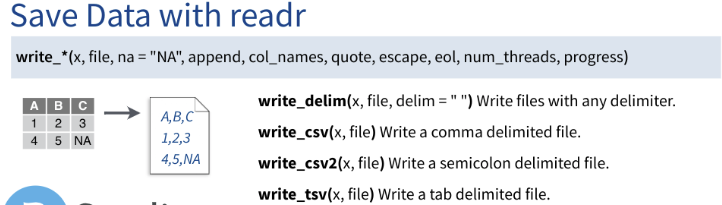 Save Data with readr
write_*(x, file, na = "NA", append, col_names, quote, escape, eol, num_threads, progress)
A B C
1 2 3
4 5 NA
A,B,C
1,2,3
4,5,NA
write_delim(x, file, delim = " ") Write files with any delimiter.
write_csv(x, file) Write a comma delimited file.
write_csv2(x, file) Write a semicolon delimited file.
write_tsv(x, file) Write a tab delimited file.